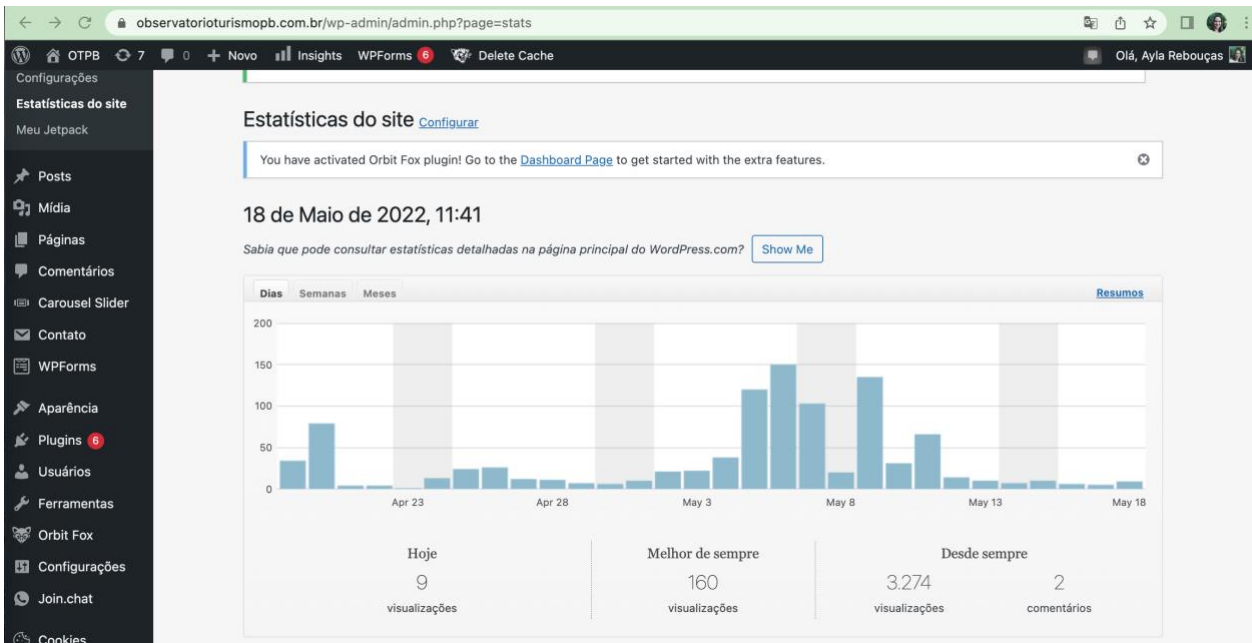 observatorioturismopb.com.br/wp-admin/admin.php?page=stats
OTPB 7 0 + Novo Insights WPForms 6 Delete Cache Olá, Ayla Rebouças
Configurações
Estatísticas do site
Meu Jetpack
Posts
Mídia
Páginas
Comentários
Carousel Slider
Contato
WPForms
Aparência
Plugins 6
Usuários
Ferramentas
Orbit Fox
Configurações
Join.chat
Cookies
Estatísticas do site Configurar
You have activated Orbit Fox plugin! Go to the Dashboard Page to get started with the extra features.
18 de Maio de 2022, 11:41
Sabia que pode consultar estatísticas detalhadas na página principal do WordPress.com? Show Me
Dias Semanas Meses Resumos
200
150
100
50
0
Apr 23 Apr 28 May 3 May 8 May 13 May 18
Hoje Melhor de sempre Desde sempre
9 160 3.274 2
visualizações visualizações visualizações comentários